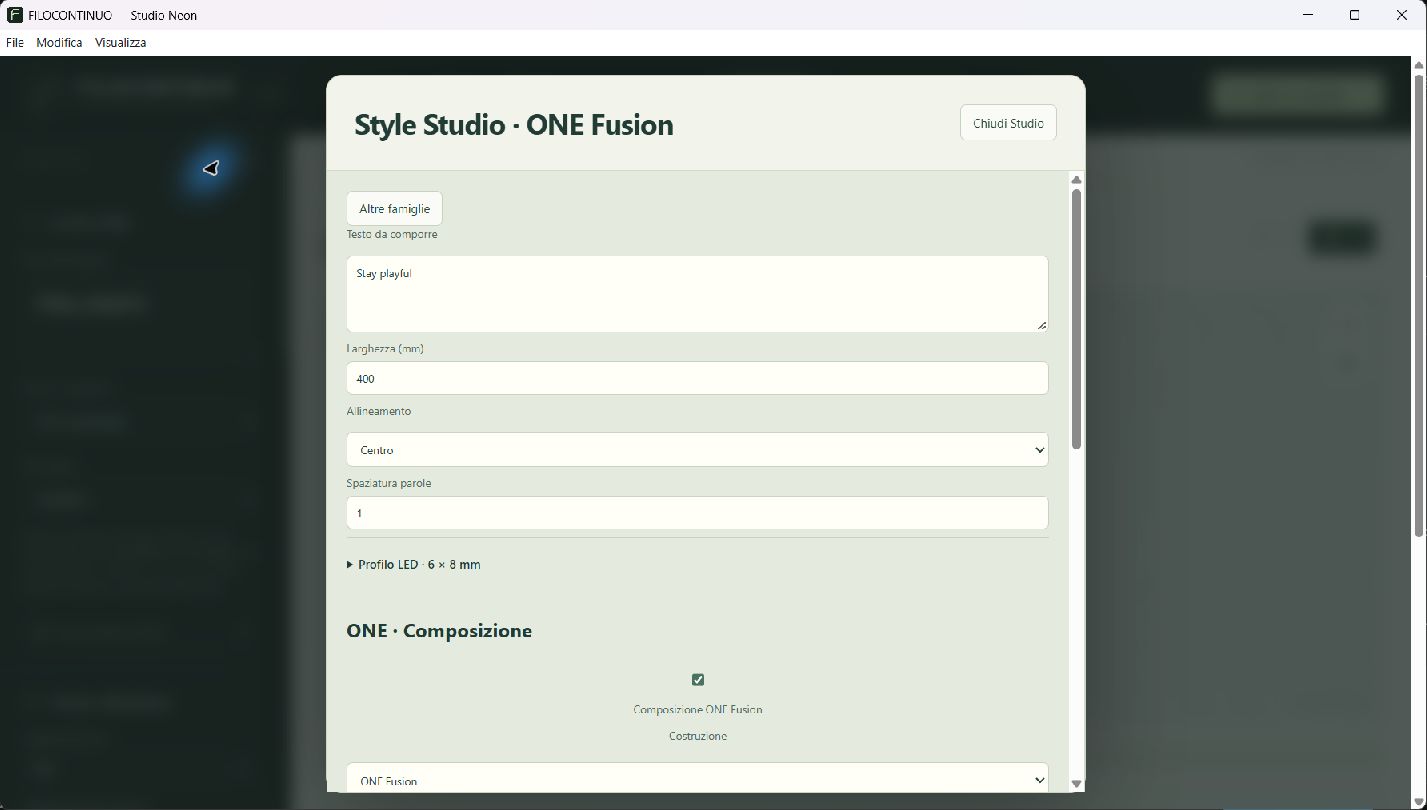 FILOCONTINUO — Studio Neon
File Modifica Visualizza
Style Studio · ONE Fusion
Chiudi Studio
Altre famiglie
Testo da comporre
Stay playful
Larghezza (mm)
400
Allineamento
Centro
Spaziatura parole
1
Profilo LED · 6 × 8 mm
ONE · Composizione
Composizione ONE Fusion
Costruzione
ONE Fusion